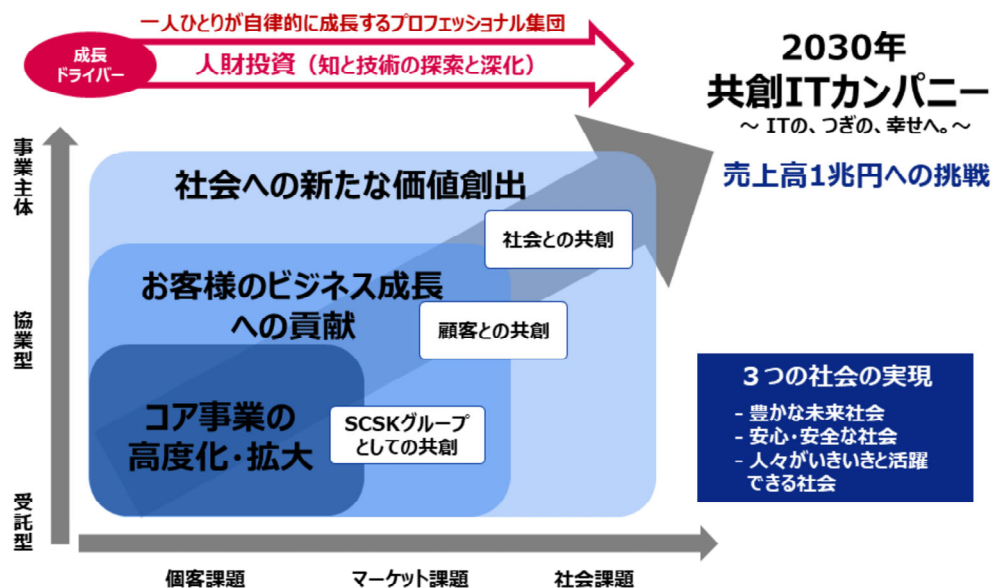 一人ひとりが自律的に成長するプロフェッショナル集団
成長
ドライバー
人財投資（知と技術の探索と深化）
2030年
共創ITカンパニー
～ ITの、つぎの、幸せへ。～
売上高1兆円への挑戦
事業主体
協業型
受託型
社会への新たな価値創出
社会との共創
お客様のビジネス成長
への貢献
顧客との共創
コア事業の
高度化・拡大
SCSKグループ
としての共創
3つの社会の実現
- 豊かな未来社会
- 安心・安全な社会
- 人々がいきいきと活躍
できる社会
個客課題
マーケット課題
社会課題